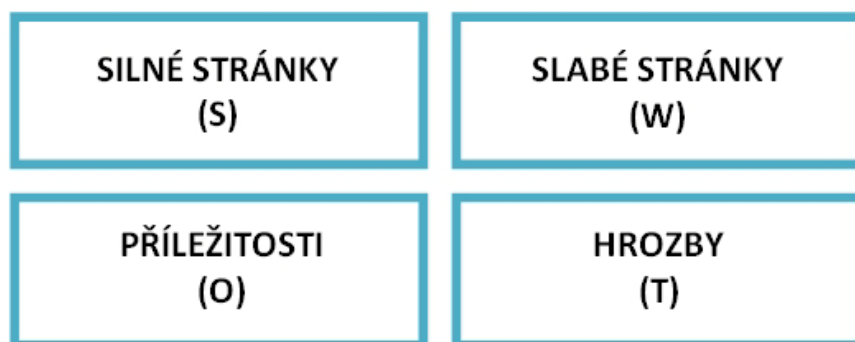 SILNÉ STRÁNKY
(S)
SLABÉ STRÁNKY
(W)
PŘÍLEŽITOSTI
(O)
HROZBY
(T)